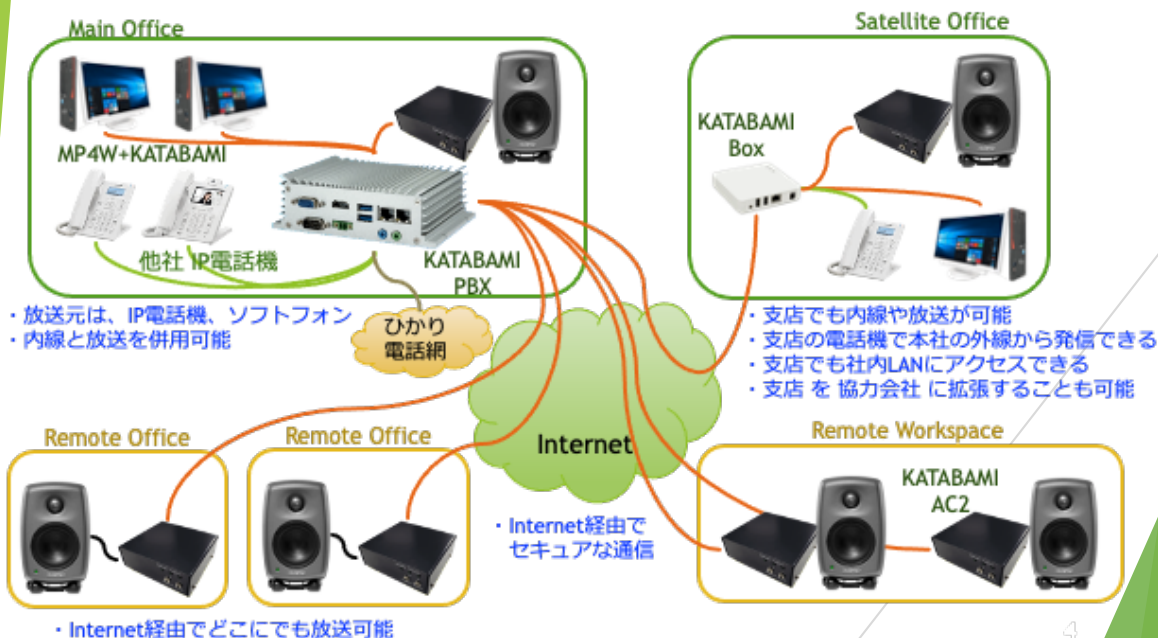 Main Office
MP4W+KATABAMI
他社 IP電話機
KATABAMI
PBX
ひかり
電話網
・放送元は、IP電話機、ソフトフォン
・内線と放送を併用可能
Satellite Office
KATABAMI
Box
・支店でも内線や放送が可能
・支店の電話機で本社の外線から発信できる
・支店でも社内LANにアクセスできる
・支店 を 協力会社 に拡張することも可能
Internet
・Internet経由で
セキュアな通信
Remote Office
Remote Office
・Internet経由でどこにでも放送可能
Remote Workspace
KATABAMI
AC2
4